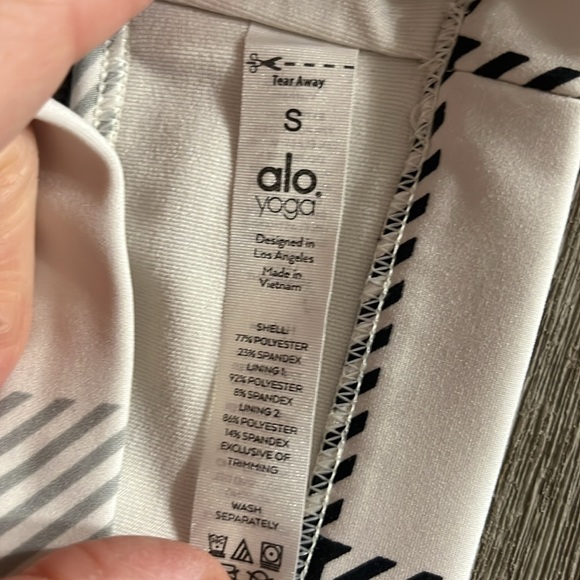 Tear Away
S
alo
yoga
Designed in
Los Angeles
Made in
Vietnam
SHELL:
77% POLYESTER
23% SPANDEX
LINING 1:
92% POLYESTER
8% SPANDEX
LINING 2:
86% POLYESTER
14% SPANDEX
EXCLUSIVE OF
TRIMMING
WASH
SEPARATELY